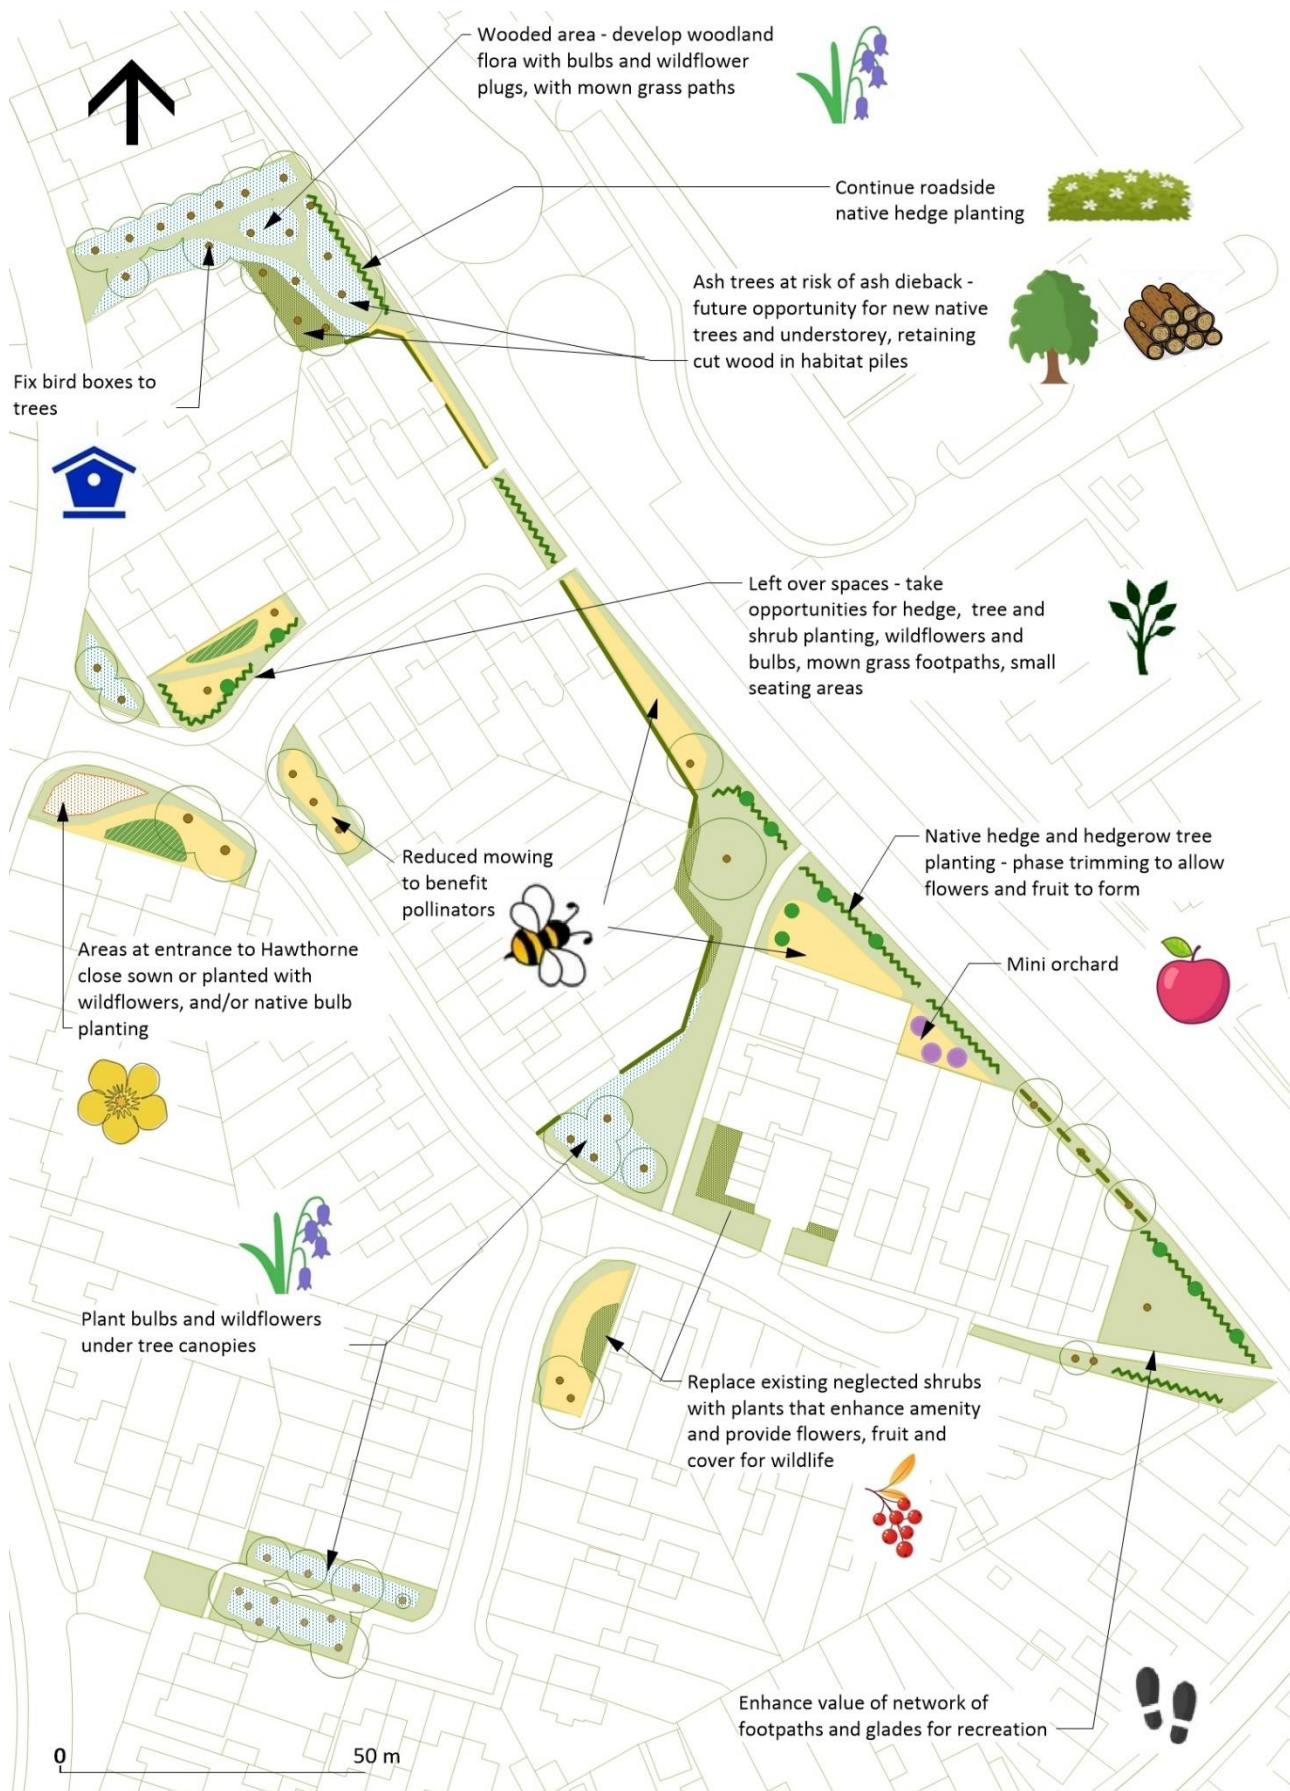 Wooded area - develop woodland
flora with bulbs and wildflower
plugs, with mown grass paths
Continue roadside
native hedge planting
Ash trees at risk of ash dieback -
future opportunity for new native
trees and understorey, retaining
cut wood in habitat piles
Fix bird boxes to
trees
Left over spaces - take
opportunities for hedge, tree and
shrub planting, wildflowers and
bulbs, mown grass footpaths, small
seating areas
Native hedge and hedgerow tree
planting - phase trimming to allow
flowers and fruit to form
Reduced mowing
to benefit
pollinators
Areas at entrance to Hawthorne
close sown or planted with
wildflowers, and/or native bulb
planting
Mini orchard
Plant bulbs and wildflowers
under tree canopies
Replace existing neglected shrubs
with plants that enhance amenity
and provide flowers, fruit and
cover for wildlife
Enhance value of network of
footpaths and glades for recreation
0 50 m